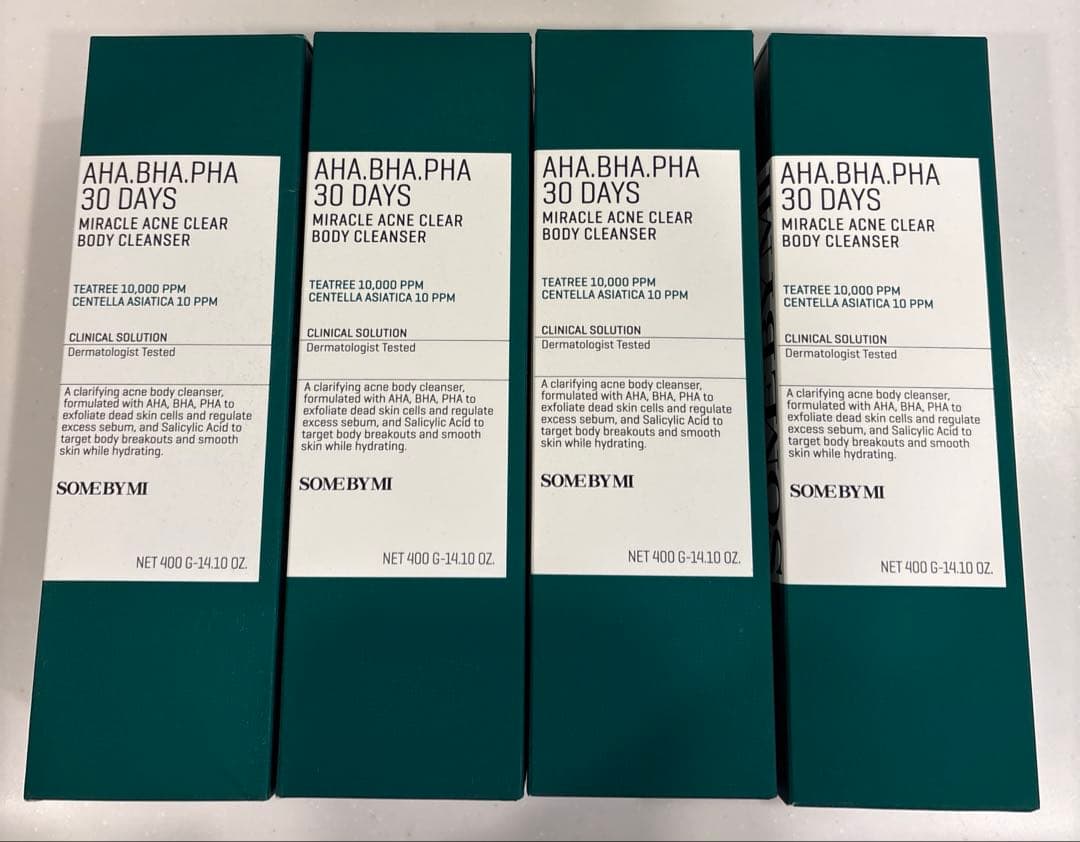 AHA.BHA.PHA
30 DAYS
MIRACLE ACNE CLEAR
BODY CLEANSER
TEATREE 10,000 PPM
CENTELLA ASIATICA 10 PPM
CLINICAL SOLUTION
Dermatologist Tested
A clarifying acne body cleanser,
formulated with AHA, BHA, PHA to
exfoliate dead skin cells and regulate
excess sebum, and Salicylic Acid to
target body breakouts and smooth
skin while hydrating.
SOMEBYMI
NET 400 G-14.10 OZ.
AHA.BHA.PHA
30 DAYS
MIRACLE ACNE CLEAR
BODY CLEANSER
TEATREE 10,000 PPM
CENTELLA ASIATICA 10 PPM
CLINICAL SOLUTION
Dermatologist Tested
A clarifying acne body cleanser,
formulated with AHA, BHA, PHA to
exfoliate dead skin cells and regulate
excess sebum, and Salicylic Acid to
target body breakouts and smooth
skin while hydrating.
SOMEBYMI
NET 400 G-14.10 OZ.
AHA.BHA.PHA
30 DAYS
MIRACLE ACNE CLEAR
BODY CLEANSER
TEATREE 10,000 PPM
CENTELLA ASIATICA 10 PPM
CLINICAL SOLUTION
Dermatologist Tested
A clarifying acne body cleanser,
formulated with AHA, BHA, PHA to
exfoliate dead skin cells and regulate
excess sebum, and Salicylic Acid to
target body breakouts and smooth
skin while hydrating.
SOMEBYMI
NET 400 G-14.10 OZ.
SOMEBYMI
AHA.BHA.PHA
30 DAYS
MIRACLE ACNE CLEAR
BODY CLEANSER
TEATREE 10,000 PPM
CENTELLA ASIATICA 10 PPM
CLINICAL SOLUTION
Dermatologist Tested
A clarifying acne body cleanser,
formulated with AHA, BHA, PHA to
exfoliate dead skin cells and regulate
excess sebum, and Salicylic Acid to
target body breakouts and smooth
skin while hydrating.
SOMEBYMI
NET 400 G-14.10 OZ.